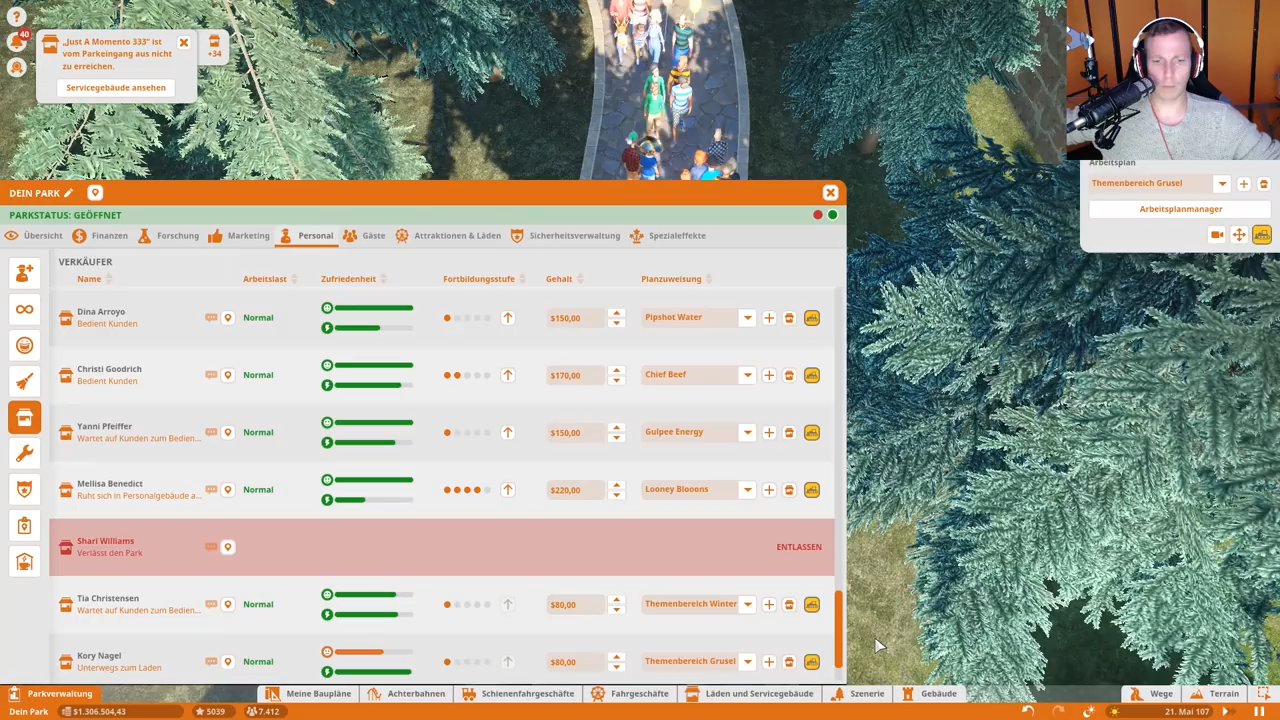 ?
40
„Just A Momento 333“ ist
vom Parkeingang aus nicht
zu erreichen.
Servicegebäude ansehen
+34
Arbeitsplan
Themenbereich Grusel
Arbeitsplanmanager
DEIN PARK
PARKSTATUS: GEÖFFNET
Übersicht Finanzen Forschung Marketing Personal Gäste Attraktionen & Läden Sicherheitsverwaltung Spezialeffekte
VERKÄUFER
Name Arbeitslast Zufriedenheit Fortbildungsstufe Gehalt Planzuweisung
Dina Arroyo
Bedient Kunden
Normal $150,00 Pipshot Water
Christi Goodrich
Bedient Kunden
Normal $170,00 Chief Beef
Yanni Pfeiffer
Wartet auf Kunden zum Bedien...
Normal $150,00 Gulpee Energy
Mellisa Benedict
Ruht sich in Personalgebäude a...
Normal $220,00 Looney Blooons
Shari Williams
Verlässt den Park
ENTLASSEN
Tia Christensen
Wartet auf Kunden zum Bedien...
Normal $80,00 Themenbereich Winter
Kory Nagel
Unterwegs zum Laden
Normal $80,00 Themenbereich Grusel
Parkverwaltung Meine Baupläne Achterbahnen Schienenfahrgeschäfte Fahrgeschäfte Läden und Servicegebäude Szenerie Gebäude Wege Terrain
Dein Park $1.306.504,43 5039 7.412 21. Mai 107